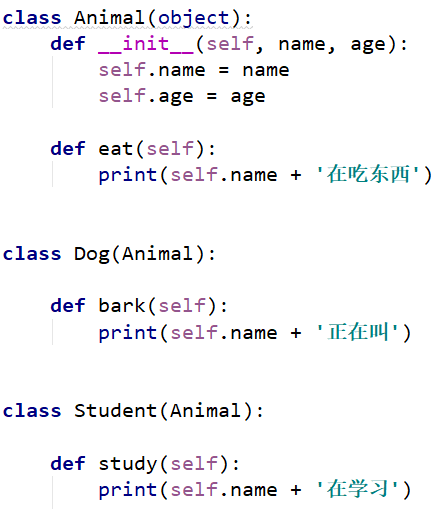 class Animal(object):
    def __init__(self, name, age):
        self.name = name
        self.age = age
    def eat(self):
        print(self.name + '在吃东西')
class Dog(Animal):
    def bark(self):
        print(self.name + '正在叫')
class Student(Animal):
    def study(self):
        print(self.name + '在学习')